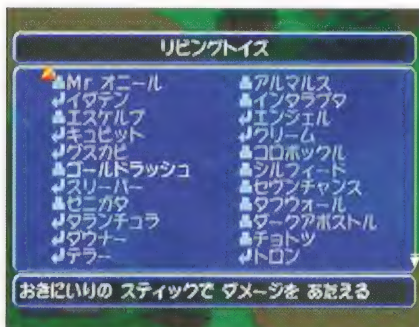 リビングトイズ
Mr オニール アルマルス
イダテン インタラプタ
エスケルプ エンジェル
キュピット クリーム
グスカピ コロボックル
ゴールドラッシュ シルフィード
スリーパー セウンチャンス
ゼニガタ タフウォール
タランチュラ ダークアポストル
ダウナー チョトツ
テラー トロン
おきにいりの スティックで ダメージを あたえる